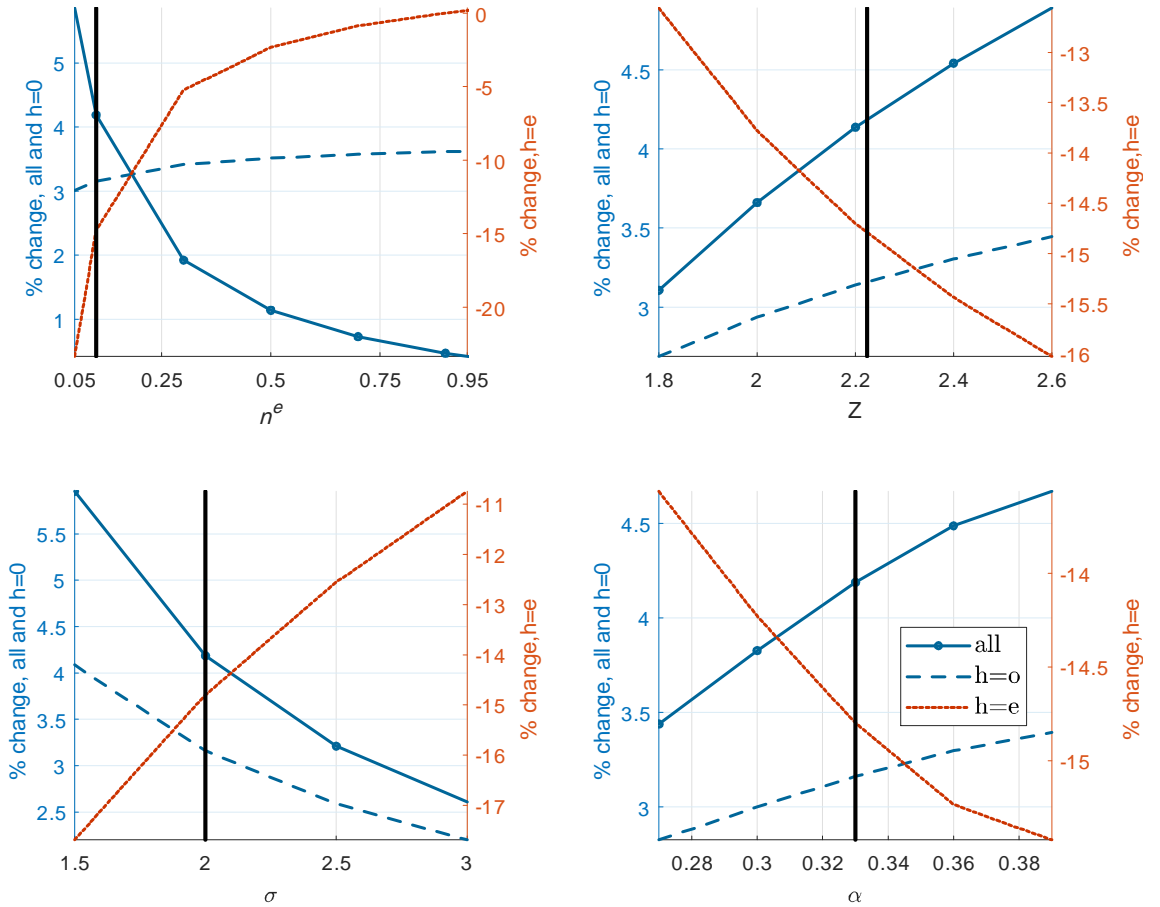 % change, all and h=0
5
4
3
2
1
0
-5
-10
-15
-20
% change,h=e
0.05 0.25 0.5 0.75 0.95
n^e
% change, all and h=0
4.5
4
3.5
3
-13
-13.5
-14
-14.5
-15
-15.5
-16
% change,h=e
1.8 2 2.2 2.4 2.6
Z
% change, all and h=0
5.5
5
4.5
4
3.5
3
2.5
-11
-12
-13
-14
-15
-16
-17
% change,h=e
1.5 2 2.5 3
σ
% change, all and h=0
4.5
4
3.5
3
-14
-14.5
-15
% change,h=e
all
h=o
h=e
0.28 0.3 0.32 0.34 0.36 0.38
α